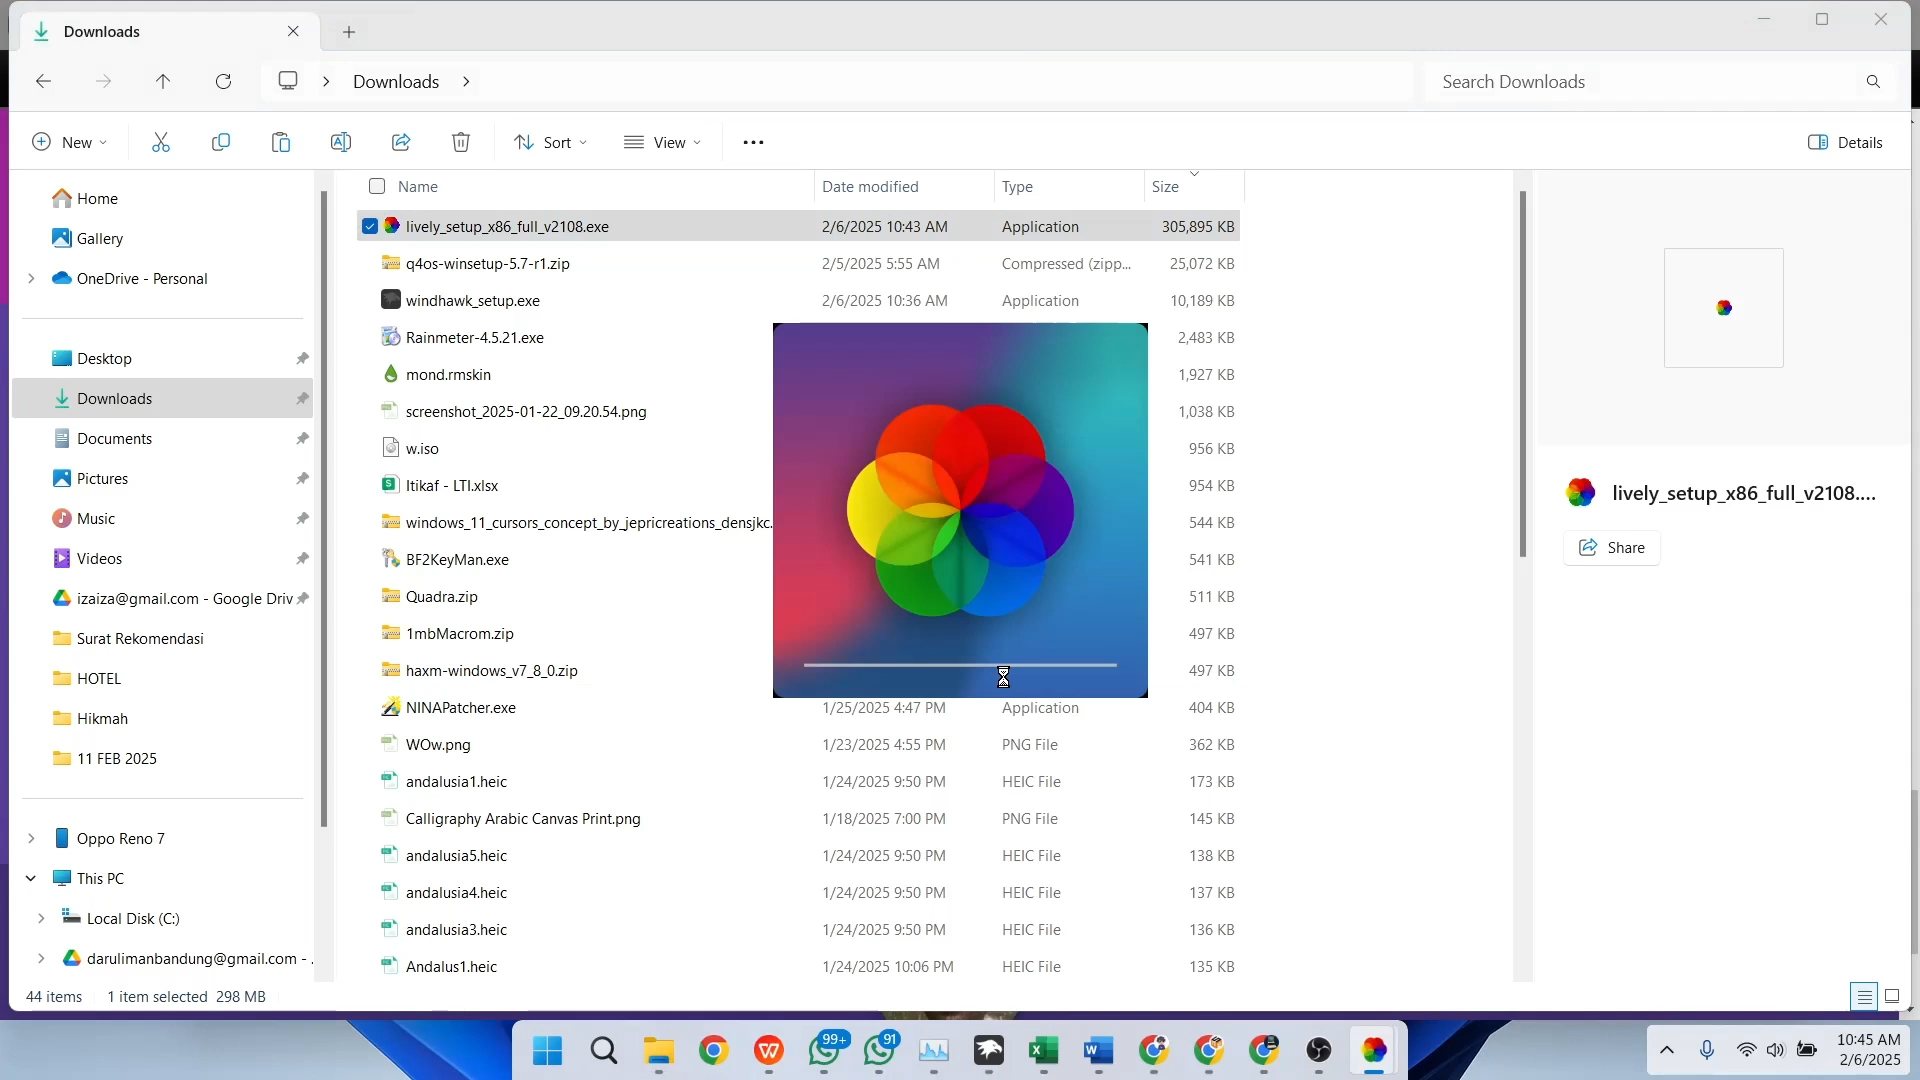 Downloads
Downloads
Search Downloads
New
Sort
View
Details
Home
Gallery
OneDrive - Personal
Desktop
Downloads
Documents
Pictures
Music
Videos
izaiza@gmail.com - Google Driv
Surat Rekomendasi
HOTEL
Hikmah
11 FEB 2025
Oppo Reno 7
This PC
Local Disk (C:)
darulimanbandung@gmail.com - .
Name Date modified Type Size
lively_setup_x86_full_v2108.exe 2/6/2025 10:43 AM Application 305,895 KB
q4os-winsetup-5.7-r1.zip 2/5/2025 5:55 AM Compressed (zipp... 25,072 KB
windhawk_setup.exe 2/6/2025 10:36 AM Application 10,189 KB
Rainmeter-4.5.21.exe 2,483 KB
mond.rmskin 1,927 KB
screenshot_2025-01-22_09.20.54.png 1,038 KB
w.iso 956 KB
Itikaf - LTI.xlsx 954 KB
windows_11_cursors_concept_by_jepricreations_densjkc. 544 KB
BF2KeyMan.exe 541 KB
Quadra.zip 511 KB
1mbMacrom.zip 497 KB
haxm-windows_v7_8_0.zip 497 KB
NINAPatcher.exe 1/25/2025 4:47 PM Application 404 KB
WOw.png 1/23/2025 4:55 PM PNG File 362 KB
andalusia1.heic 1/24/2025 9:50 PM HEIC File 173 KB
Calligraphy Arabic Canvas Print.png 1/18/2025 7:00 PM PNG File 145 KB
andalusia5.heic 1/24/2025 9:50 PM HEIC File 138 KB
andalusia4.heic 1/24/2025 9:50 PM HEIC File 137 KB
andalusia3.heic 1/24/2025 9:50 PM HEIC File 136 KB
Andalus1.heic 1/24/2025 10:06 PM HEIC File 135 KB
lively_setup_x86_full_v2108....
Share
44 items 1 item selected 298 MB
99+
91
10:45 AM
2/6/2025